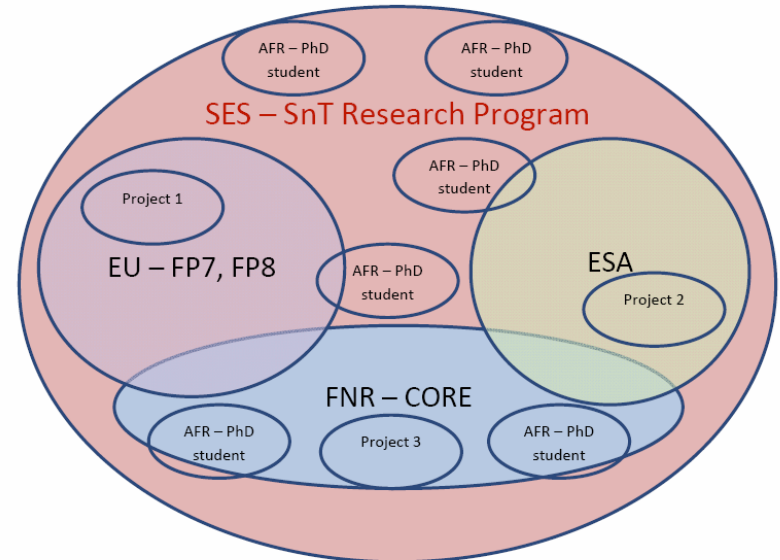 AFR – PhD
student
AFR – PhD
student
SES – SnT Research Program
AFR – PhD
student
Project 1
EU – FP7, FP8
ESA
AFR – PhD
student
Project 2
FNR – CORE
AFR – PhD
student
Project 3
AFR – PhD
student